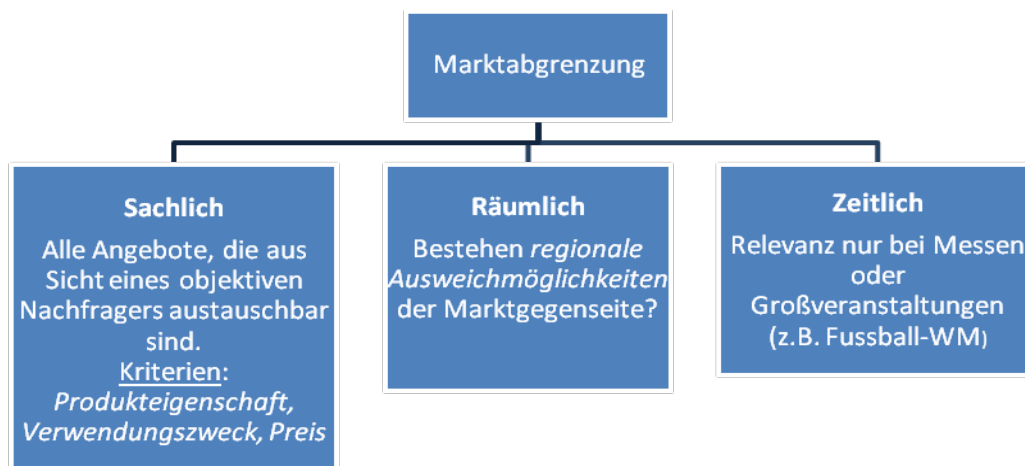 Marktabgrenzung
Sachlich
Alle Angebote, die aus
Sicht eines objektiven
Nachfragers austauschbar
sind.
Kriterien:
Produkteigenschaft,
Verwendungszweck, Preis
Räumlich
Bestehen regionale
Ausweichmöglichkeiten
der Marktgegenseite?
Zeitlich
Relevanz nur bei Messen
oder
Großveranstaltungen
(z.B. Fussball-WM)